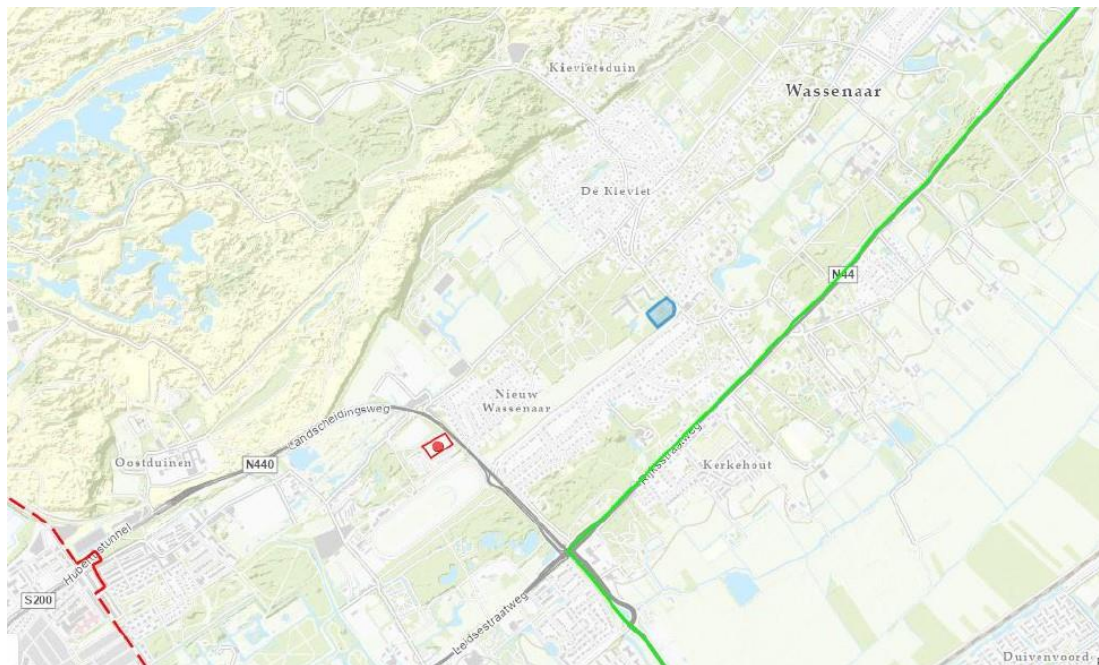 Kievietsduin
Wassenaar
De Kieviet
N44
Nieuw
Wassenaar
Landscheidingsweg
Rijksstraatweg
Oostduinen
N440
Kerkehout
Hubertustunnel
S200
Leidsestraatweg
Duivenvoord